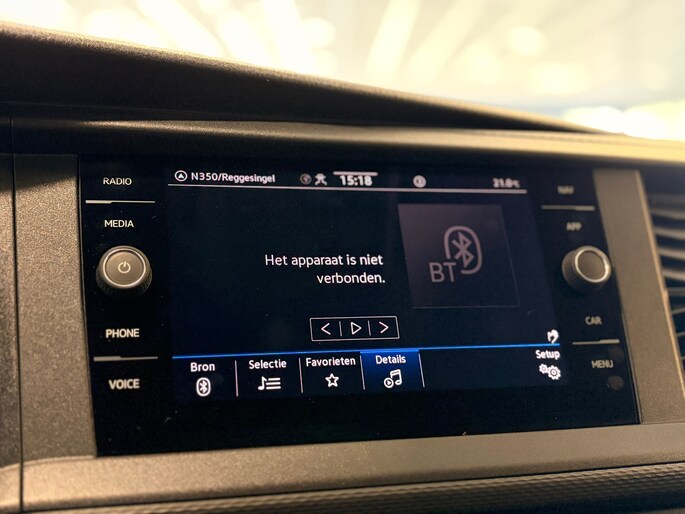 RADIO
MEDIA
PHONE
VOICE
N350/Reggesingel
15:18
21.0°C
Het apparaat is niet
verbonden.
BT
Bron
Selectie
Favorieten
Details
Setup
NAV
APP
CAR
MENU